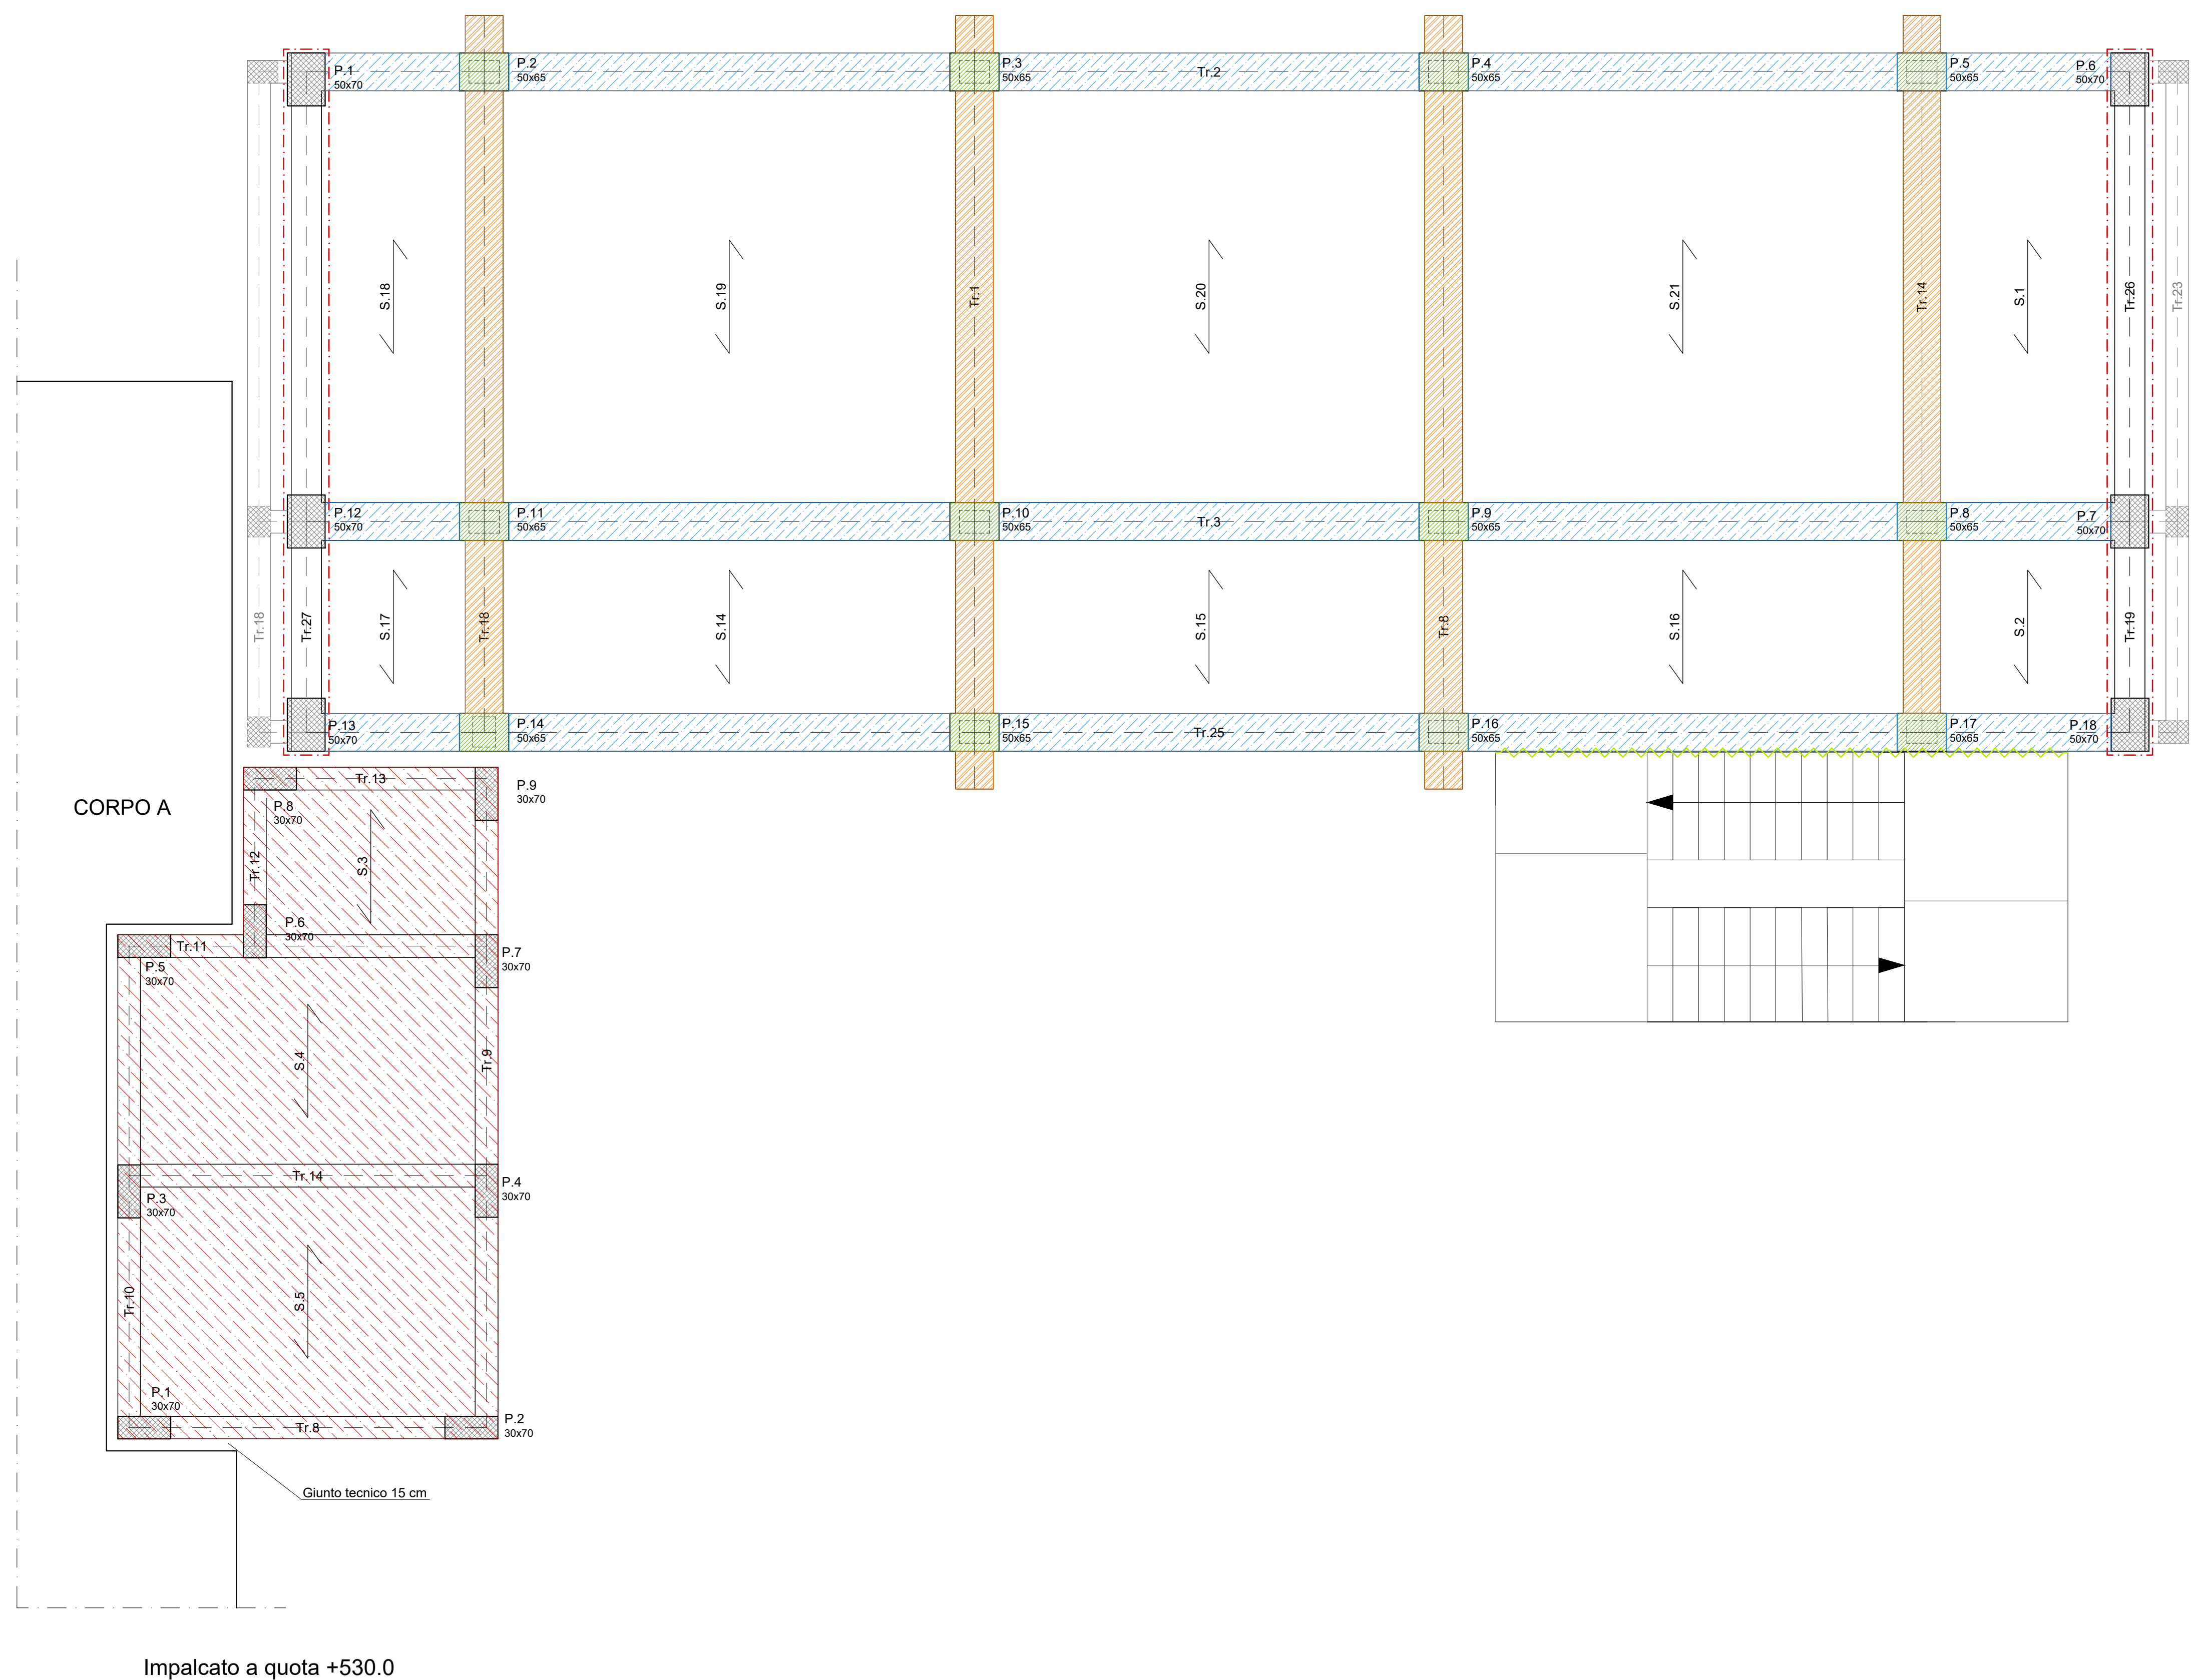 P.1
50x70
P.2
50x65
P.3
50x65
Tr.2
P.4
50x65
P.5
50x65
P.6
50x70
S.18
S.19
Tr.1
S.20
S.21
Tr.14
S.1
Tr.26
Tr.23
P.12
50x70
P.11
50x65
P.10
50x65
Tr.3
P.9
50x65
P.8
50x65
P.7
50x70
Tr.18
Tr.27
S.17
Tr.18
S.14
S.15
Tr.8
S.16
S.2
Tr.19
P.13
50x70
P.14
50x65
P.15
50x65
Tr.25
P.16
50x65
P.17
50x65
P.18
50x70
CORPO A
Tr.13
P.9
30x70
P.8
30x70
Tr.12
S.3
P.6
30x70
Tr.11
P.7
30x70
P.5
30x70
S.4
Tr.9
Tr.14
P.4
30x70
P.3
30x70
Tr.10
S.5
P.1
30x70
Tr.8
P.2
30x70
Giunto tecnico 15 cm
Impalcato a quota +530.0